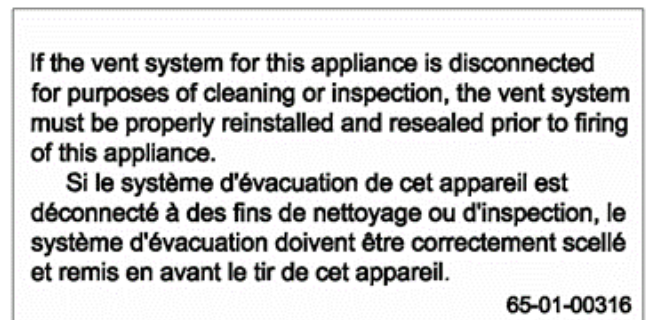 If the vent system for this appliance is disconnected
for purposes of cleaning or inspection, the vent system
must be properly reinstalled and resealed prior to firing
of this appliance.
Si le système d'évacuation de cet appareil est
déconnecté à des fins de nettoyage ou d'inspection, le
système d'évacuation doivent être correctement scellé
et remis en avant le tir de cet appareil.
65-01-00316